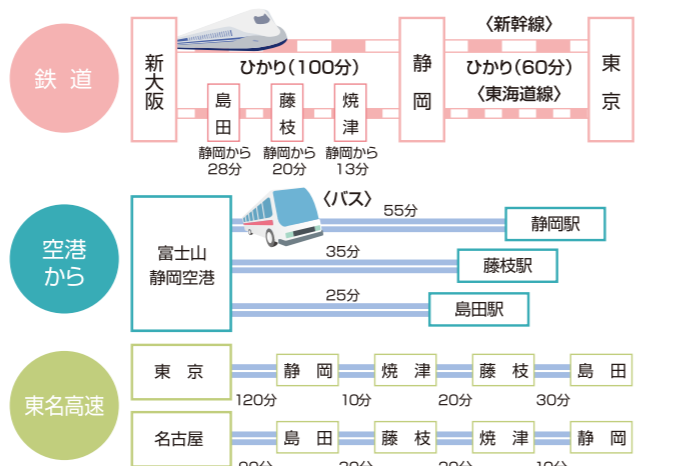 鉄道
新大阪
〈新幹線〉
ひかり(100分)
静岡
ひかり(60分)
〈東海道線〉
東京
島田
藤枝
焼津
静岡から
28分
静岡から
20分
静岡から
13分
空港
から
富士山
静岡空港
〈バス〉
55分
静岡駅
35分
藤枝駅
25分
島田駅
東名高速
東京 静岡 焼津 藤枝 島田
120分 10分 20分 30分
名古屋 島田 藤枝 焼津 静岡